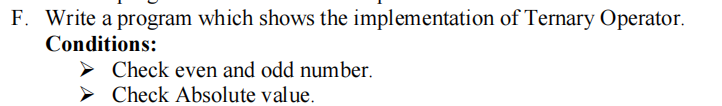 F. Write a program which shows the implementation of Ternary Operator.
Conditions:
➢ Check even and odd number.
➢ Check Absolute value.